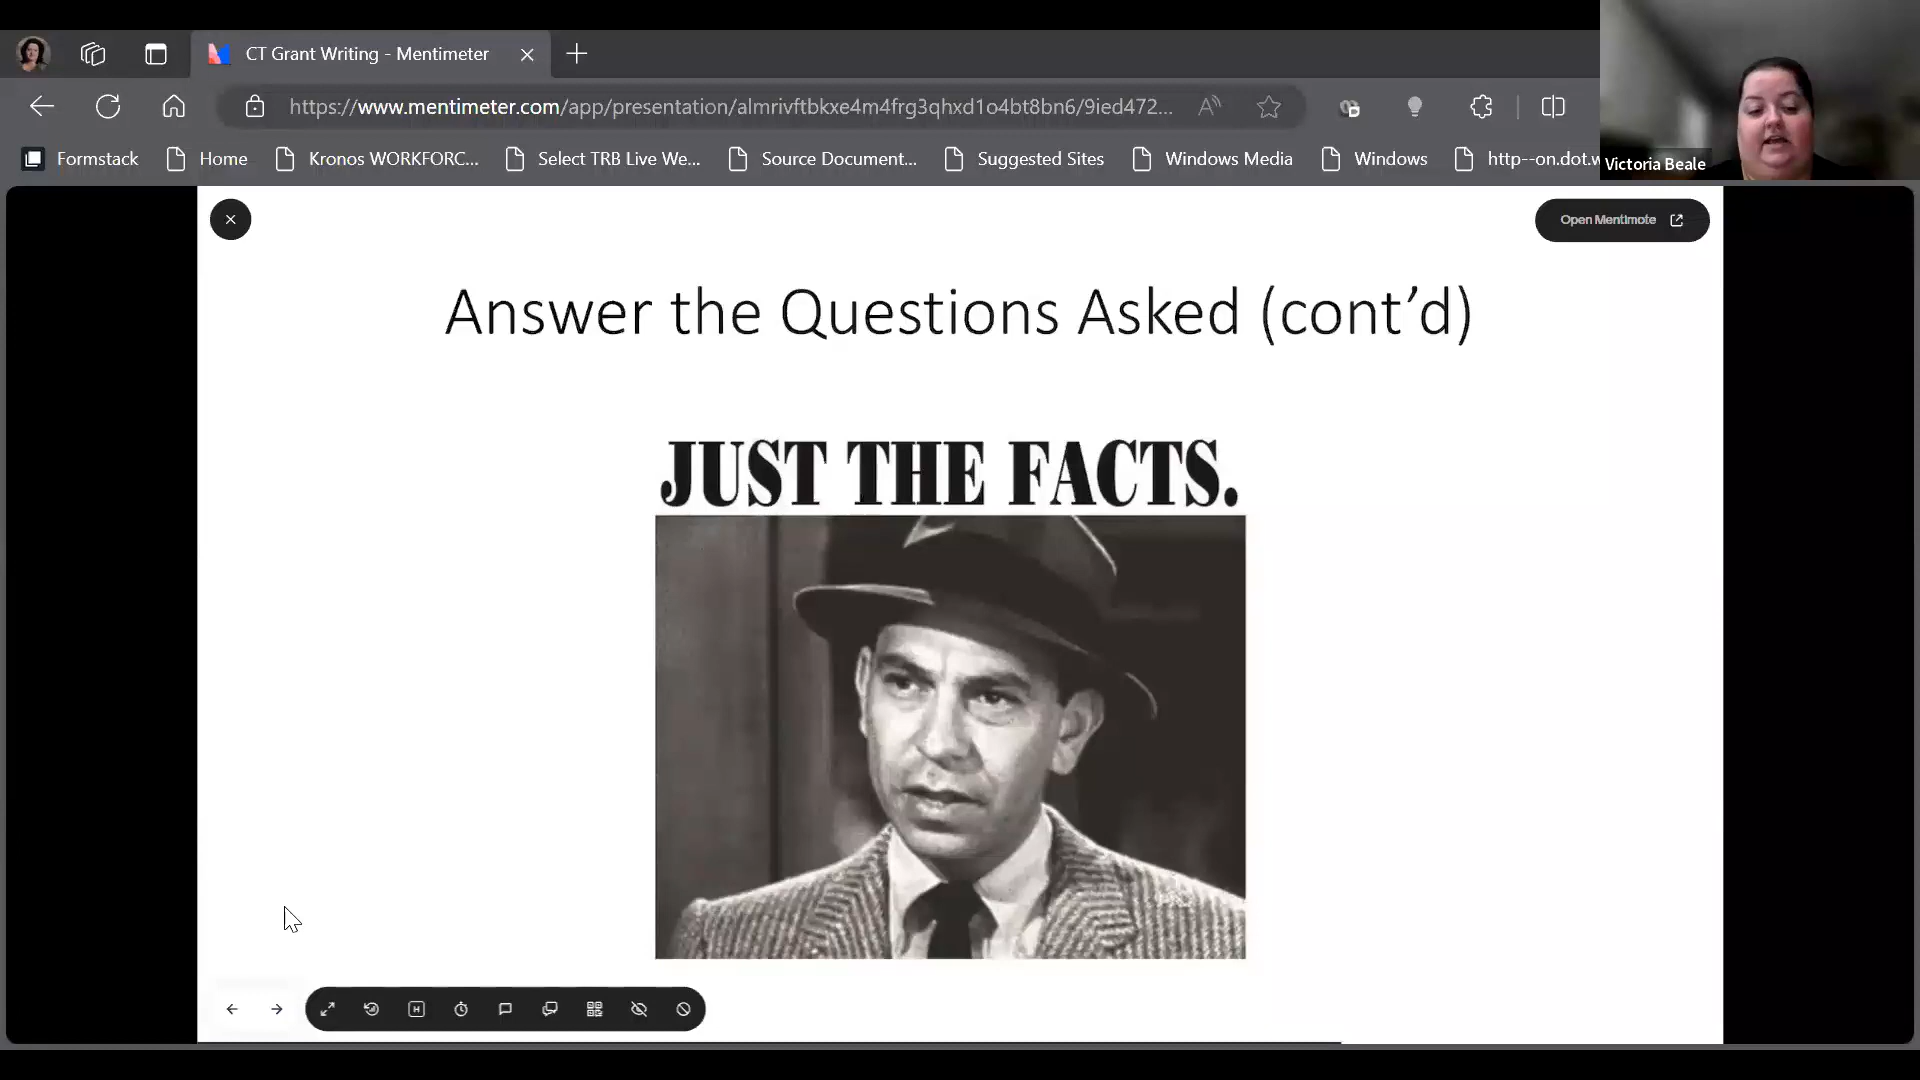 CT Grant Writing - Mentimeter
https://www.mentimeter.com/app/presentation/almrivftbkxe4m4frg3qhxd1o4bt8bn6/9ied472...
Formstack
Home
Kronos WORKFORC...
Select TRB Live We...
Source Document...
Suggested Sites
Windows Media
Windows
http--on.dot.w
Victoria Beale
Open Mentimote
Answer the Questions Asked (cont’d)
JUST THE FACTS.